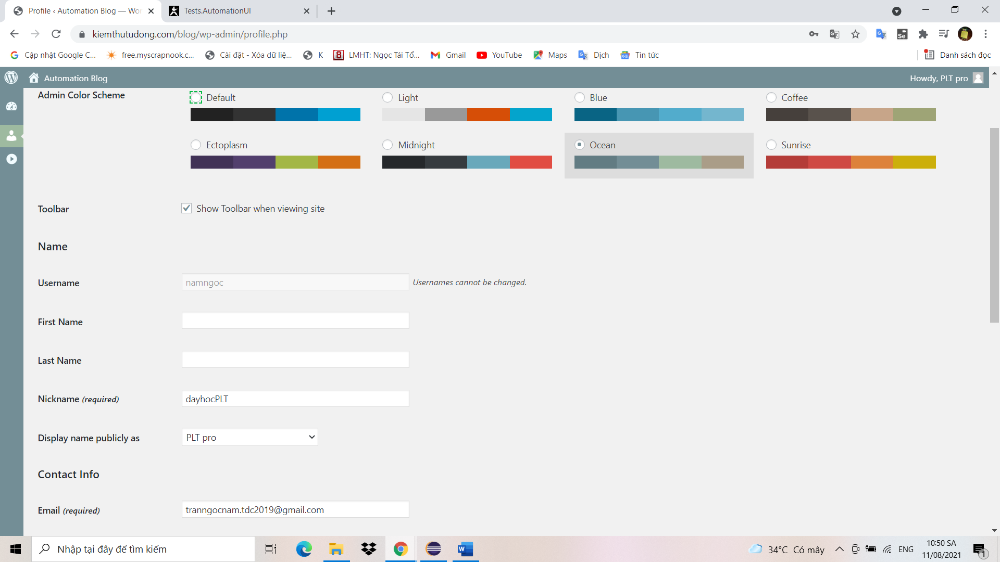 Profile ‹ Automation Blog — Wor
Tests.AutomationUI
kiemthutudong.com/blog/wp-admin/profile.php
Cập nhật Google C...
free.myscrapnook.c...
Cài đặt - Xóa dữ liệ...
K
LMHT: Ngọc Tái Tổ...
Gmail
YouTube
Maps
Dịch
Tin tức
Danh sách đọc
Automation Blog
Howdy, PLT pro
Admin Color Scheme
Default
Light
Blue
Coffee
Ectoplasm
Midnight
Ocean
Sunrise
Toolbar
Show Toolbar when viewing site
Name
Username
namngoc
Usernames cannot be changed.
First Name
Last Name
Nickname (required)
dayhocPLT
Display name publicly as
PLT pro
Contact Info
Email (required)
tranngocnam.tdc2019@gmail.com
Nhập tại đây để tìm kiếm
34°C Có mây
ENG
10:50 SA
11/08/2021
1